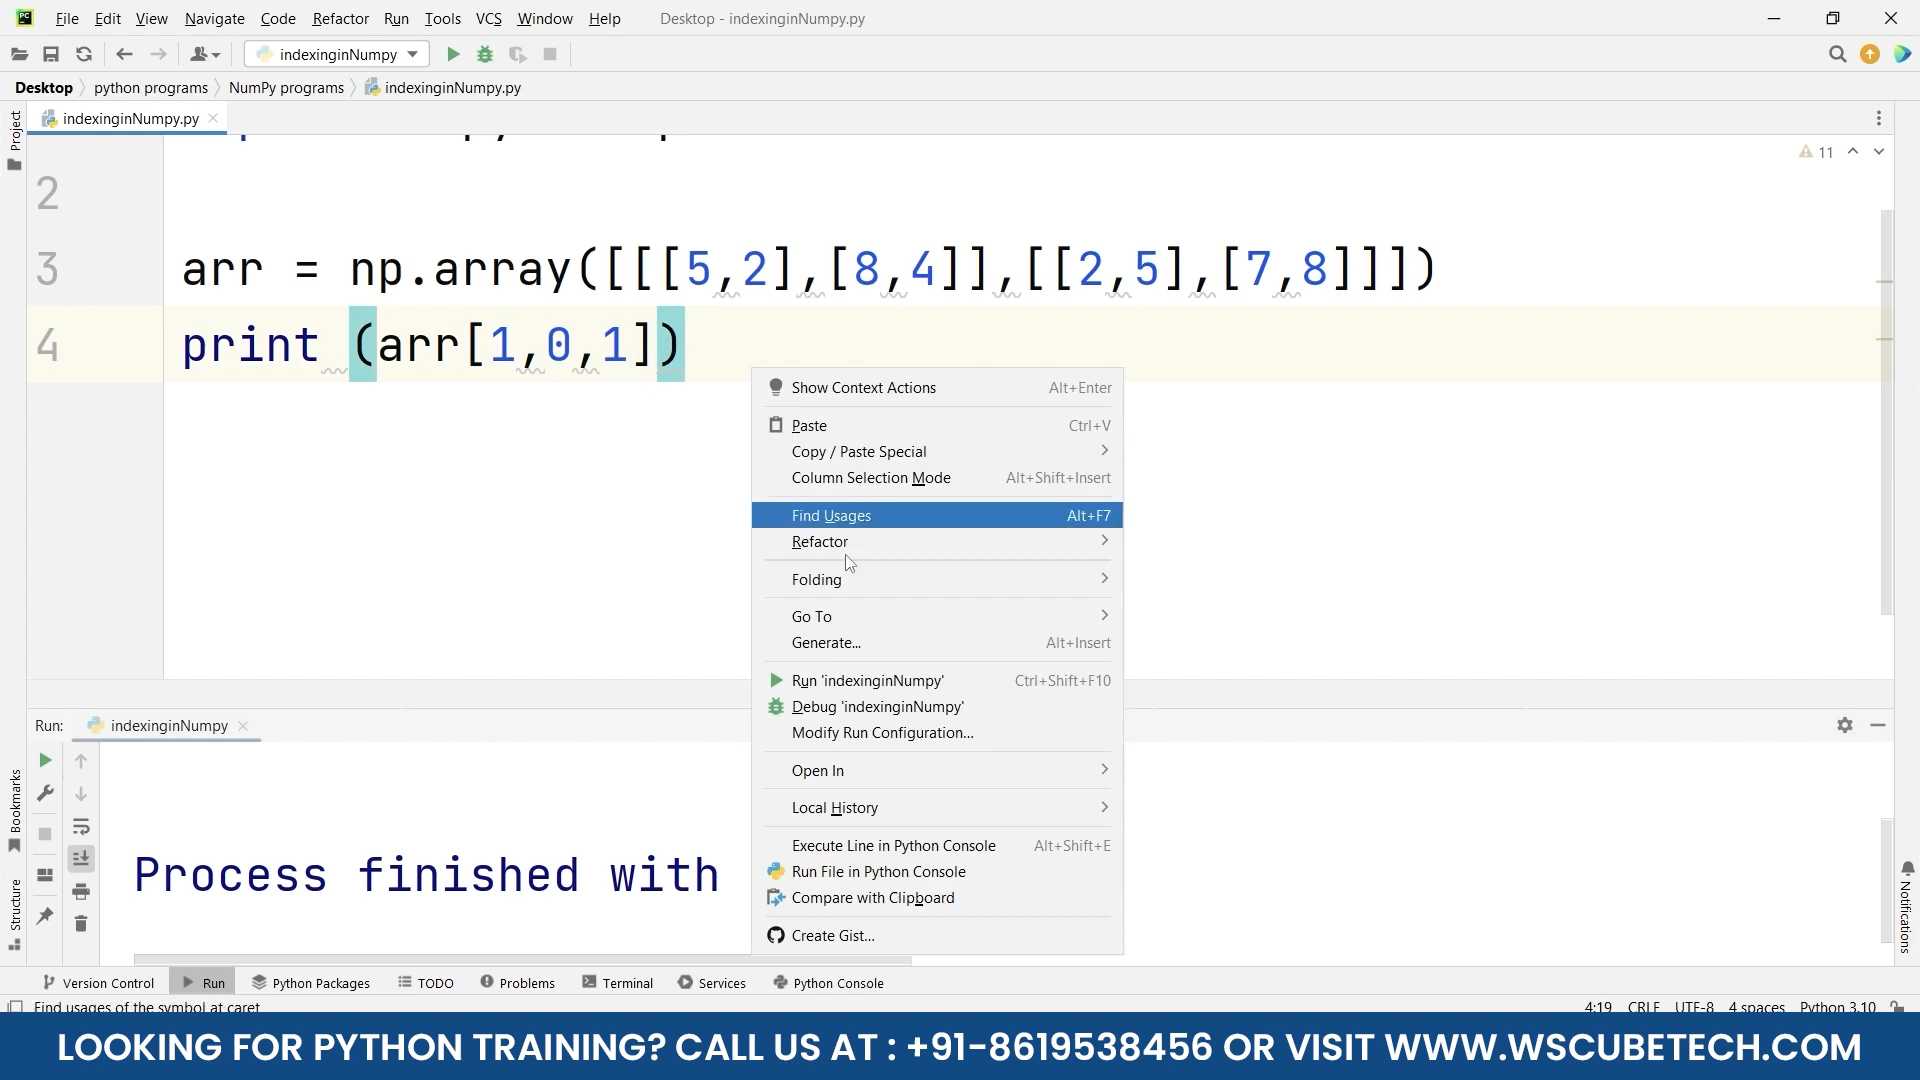 File Edit View Navigate Code Refactor Run Tools VCS Window Help Desktop - indexinginNumpy.py
indexinginNumpy
Desktop python programs NumPy programs indexinginNumpy.py
indexinginNumpy.py
Project
11
2
3 arr = np.array([[[5,2],[8,4]],[[2,5],[7,8]]])
4 print (arr[1,0,1])
Show Context Actions Alt+Enter
Paste Ctrl+V
Copy / Paste Special
Column Selection Mode Alt+Shift+Insert
Find Usages Alt+F7
Refactor
Folding
Go To
Generate... Alt+Insert
Run 'indexinginNumpy' Ctrl+Shift+F10
Debug 'indexinginNumpy'
Modify Run Configuration...
Open In
Local History
Execute Line in Python Console Alt+Shift+E
Run File in Python Console
Compare with Clipboard
Create Gist...
Run: indexinginNumpy
Process finished with
Bookmarks
Structure
Notifications
Version Control Run Python Packages TODO Problems Terminal Services Python Console
Find usages of the symbol at caret 4:19 CRLF UTF-8 4 spaces Python 3.10
LOOKING FOR PYTHON TRAINING? CALL US AT : +91-8619538456 OR VISIT WWW.WSCUBETECH.COM